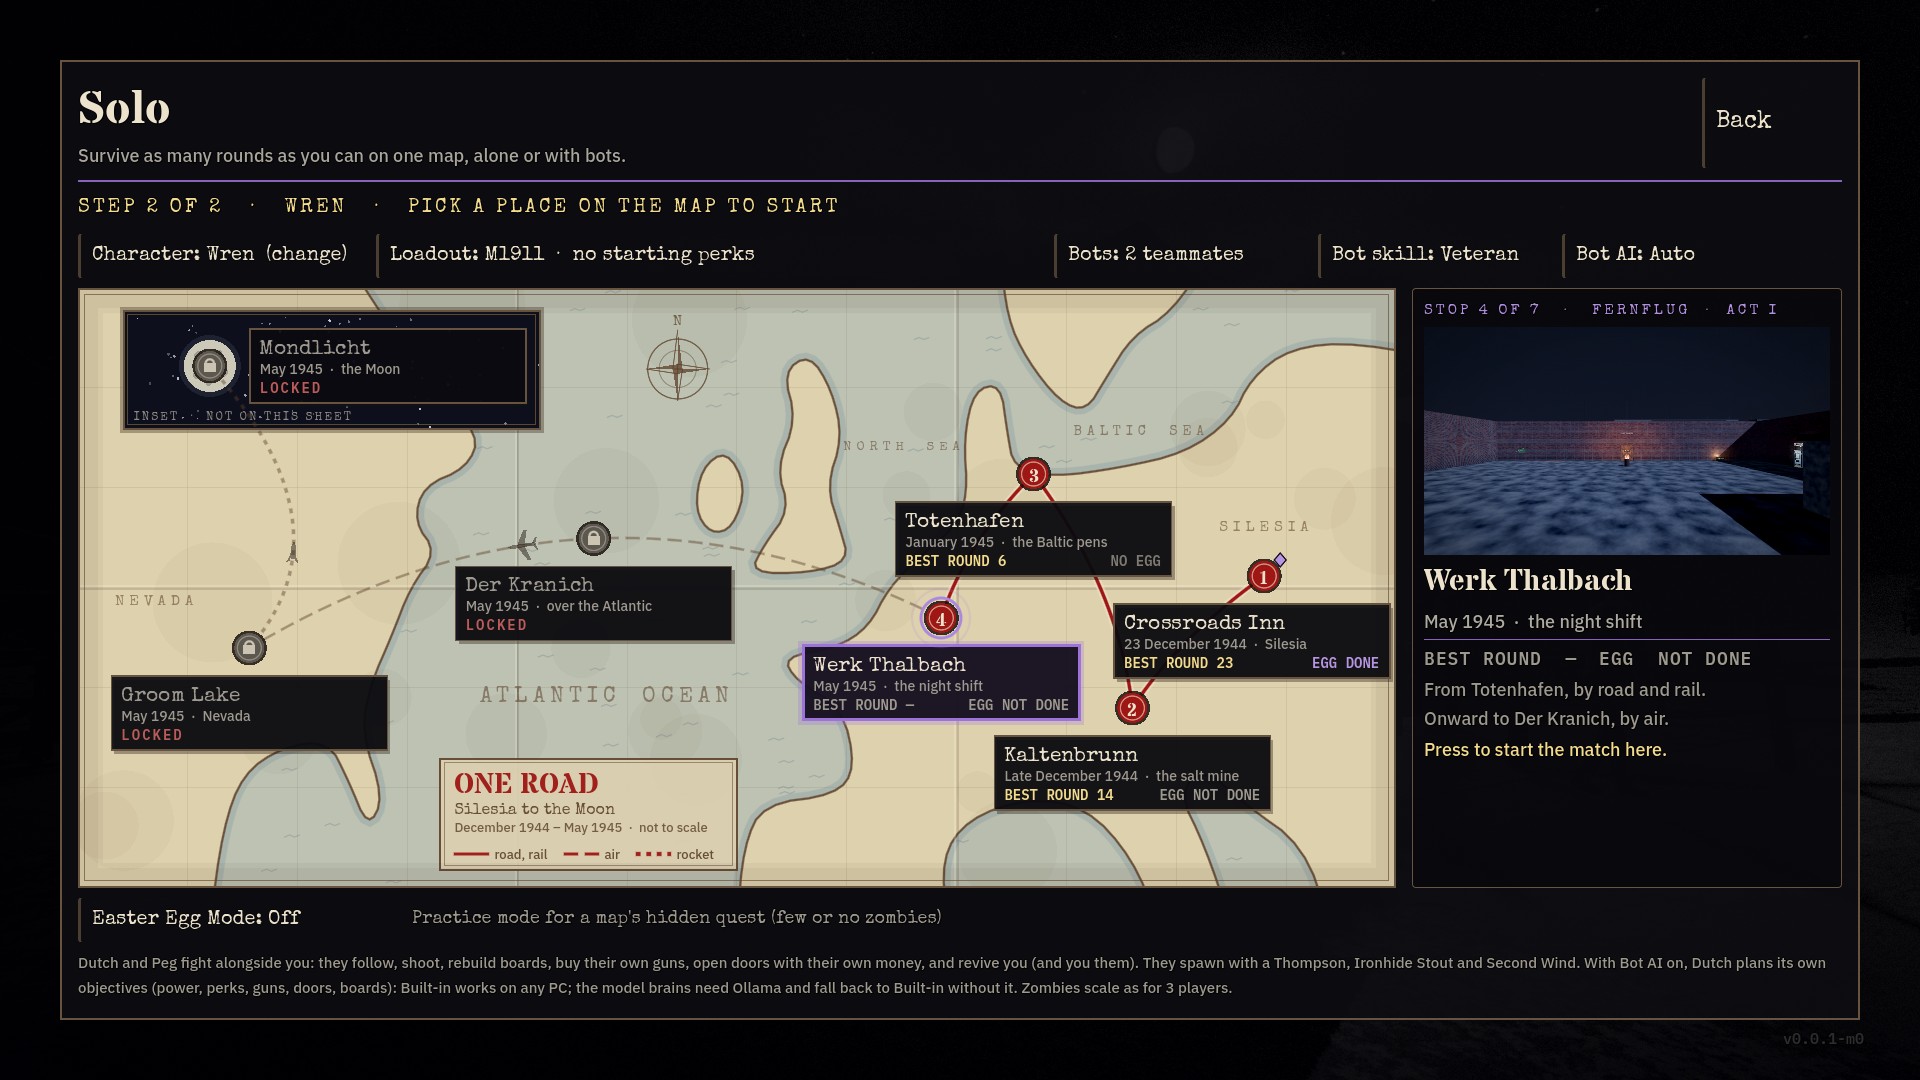 Solo
Back
Survive as many rounds as you can on one map, alone or with bots.
STEP 2 OF 2 · WREN · PICK A PLACE ON THE MAP TO START
Character: Wren (change)
Loadout: M1911 · no starting perks
Bots: 2 teammates
Bot skill: Veteran
Bot AI: Auto
Mondlicht
May 1945 · the Moon
LOCKED
INSET · NOT ON THIS SHEET
N
NORTH SEA
BALTIC SEA
SILESIA
NEVADA
ATLANTIC OCEAN
3
Totenhafen
January 1945 · the Baltic pens
BEST ROUND 6 NO EGG
1
Crossroads Inn
23 December 1944 · Silesia
BEST ROUND 23 EGG DONE
Der Kranich
May 1945 · over the Atlantic
LOCKED
4
Werk Thalbach
May 1945 · the night shift
BEST ROUND — EGG NOT DONE
Groom Lake
May 1945 · Nevada
LOCKED
2
Kaltenbrunn
Late December 1944 · the salt mine
BEST ROUND 14 EGG NOT DONE
ONE ROAD
Silesia to the Moon
December 1944 – May 1945 · not to scale
road, rail air rocket
STOP 4 OF 7 · FERNFLUG · ACT I
Werk Thalbach
May 1945 · the night shift
BEST ROUND — EGG NOT DONE
From Totenhafen, by road and rail.
Onward to Der Kranich, by air.
Press to start the match here.
Easter Egg Mode: Off
Practice mode for a map's hidden quest (few or no zombies)
Dutch and Peg fight alongside you: they follow, shoot, rebuild boards, buy their own guns, open doors with their own money, and revive you (and you them). They spawn with a Thompson, Ironhide Stout and Second Wind. With Bot AI on, Dutch plans its own
objectives (power, perks, guns, doors, boards): Built-in works on any PC; the model brains need Ollama and fall back to Built-in without it. Zombies scale as for 3 players.
v0.0.1-m0